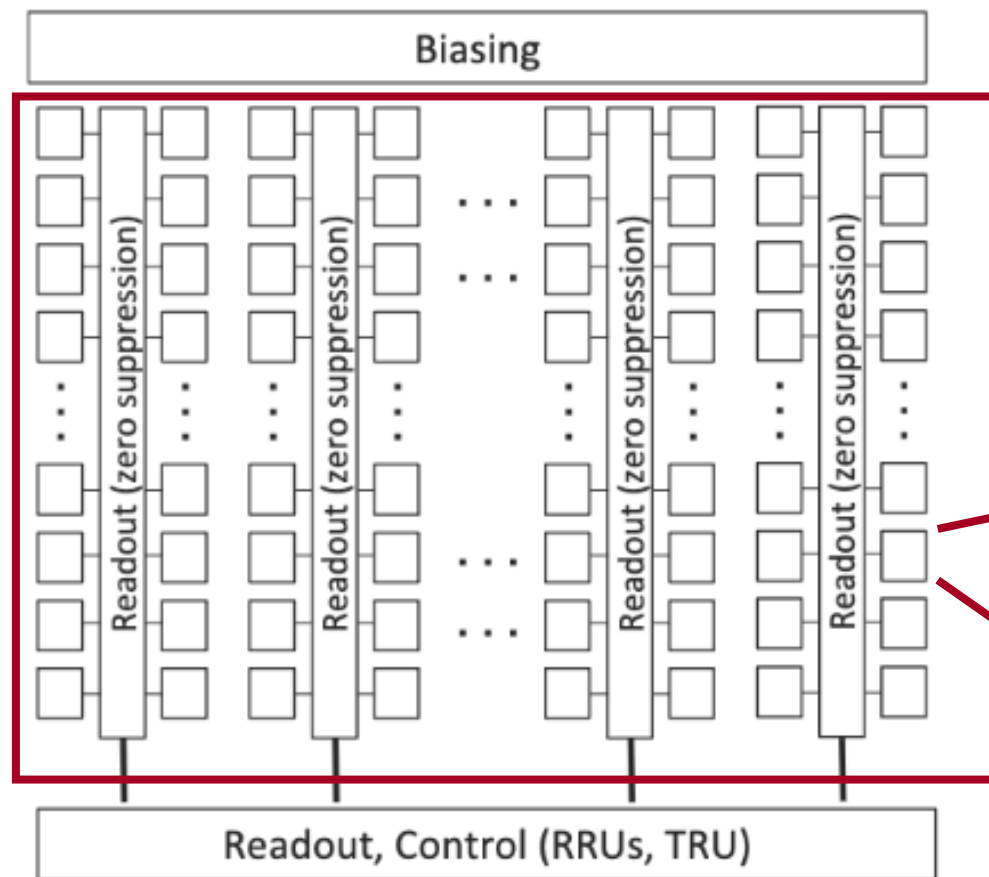 Biasing
Readout (zero suppression)
Readout (zero suppression)
Readout (zero suppression)
Readout (zero suppression)
Readout, Control (RRUs, TRU)